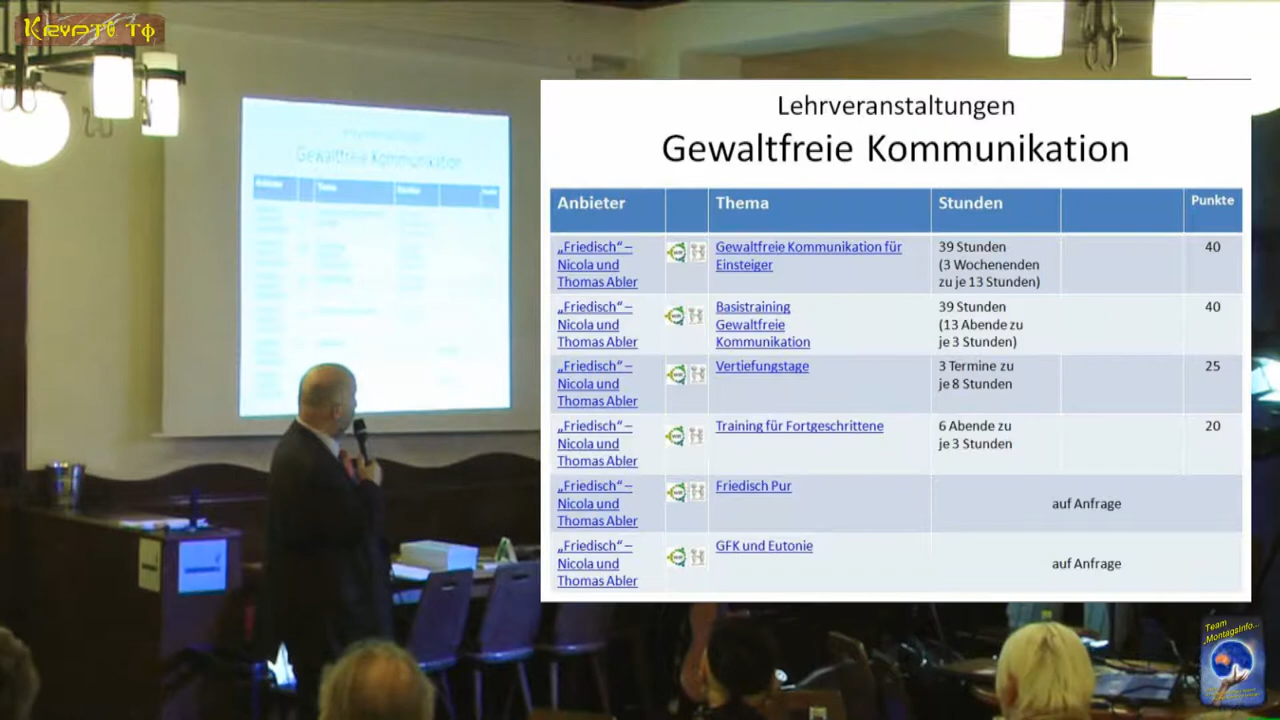 Kryptı Tɸ
Lehrveranstaltungen
Gewaltfreie Kommunikation
Anbieter Thema Stunden Punkte
„Friedisch“ – Gewaltfreie Kommunikation für 39 Stunden 40
Nicola und Einsteiger (3 Wochenenden
Thomas Abler zu je 13 Stunden)
„Friedisch“ – Basistraining 39 Stunden 40
Nicola und Gewaltfreie (13 Abende zu
Thomas Abler Kommunikation je 3 Stunden)
„Friedisch“ – Vertiefungstage 3 Termine zu 25
Nicola und je 8 Stunden
Thomas Abler
„Friedisch“ – Training für Fortgeschrittene 6 Abende zu 20
Nicola und je 3 Stunden
Thomas Abler
„Friedisch“ – Friedisch Pur
Nicola und auf Anfrage
Thomas Abler
„Friedisch“ – GFK und Eutonie
Nicola und auf Anfrage
Thomas Abler
Gewaltfreie Kommunikation
Team
„MontagsInfo...